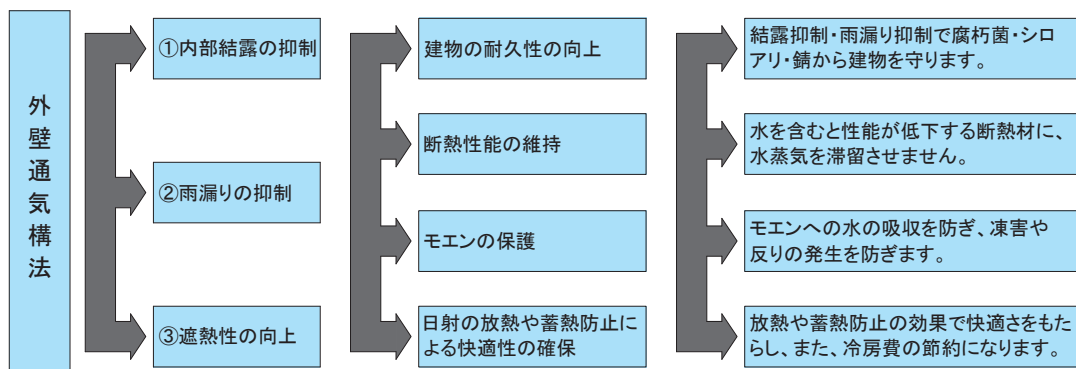 外壁通気構法
①内部結露の抑制
②雨漏りの抑制
③遮熱性の向上
建物の耐久性の向上
断熱性能の維持
モエンの保護
日射の放熱や蓄熱防止に
よる快適性の確保
結露抑制・雨漏り抑制で腐朽菌・シロ
アリ・錆から建物を守ります。
水を含むと性能が低下する断熱材に、
水蒸気を滞留させません。
モエンへの水の吸収を防ぎ、凍害や
反りの発生を防ぎます。
放熱や蓄熱防止の効果で快適さをもた
らし、また、冷房費の節約になります。